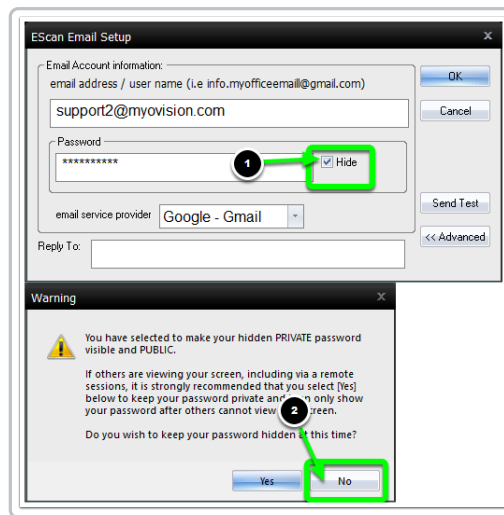 EScan Email Setup x
Email Account information:
email address / user name (i.e info.myofficeemaill@gmail.com)
OK
support2@myovision.com
Cancel
Password
**********
1
Hide
email service provider
Google - Gmail
Send Test
<< Advanced
Reply To:
Warning x
You have selected to make your hidden PRIVATE password
visible and PUBLIC.
If others are viewing your screen, including via a remote
sessions, it is strongly recommended that you select [Yes]
below to keep your password private and only show
your password after others cannot view
2
Do you wish to keep your password hidden at this time?
Yes
No